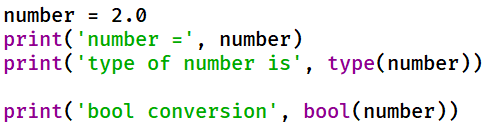 number = 2.0
print('number =', number)
print('type of number is', type(number))
print('bool conversion', bool(number))